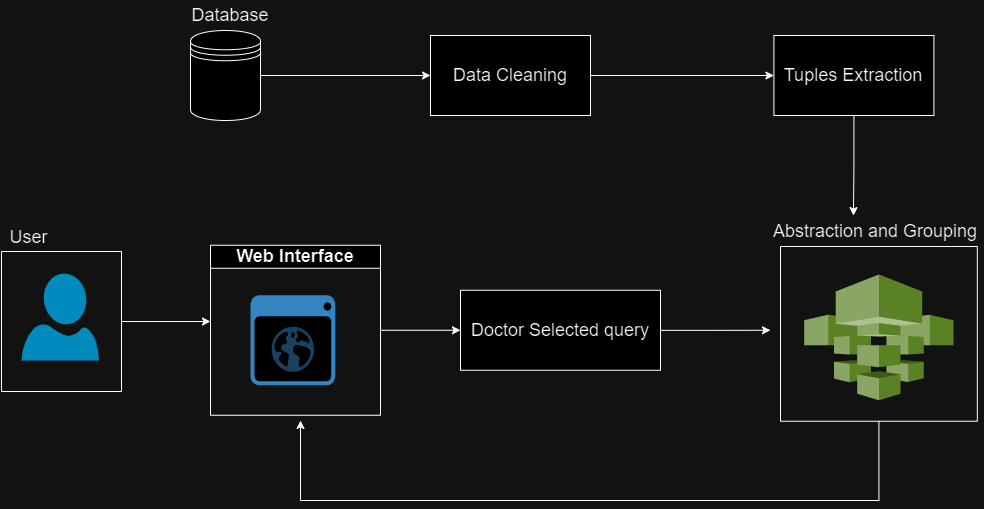 Database
Data Cleaning
Tuples Extraction
User
Web Interface
Doctor Selected query
Abstraction and Grouping